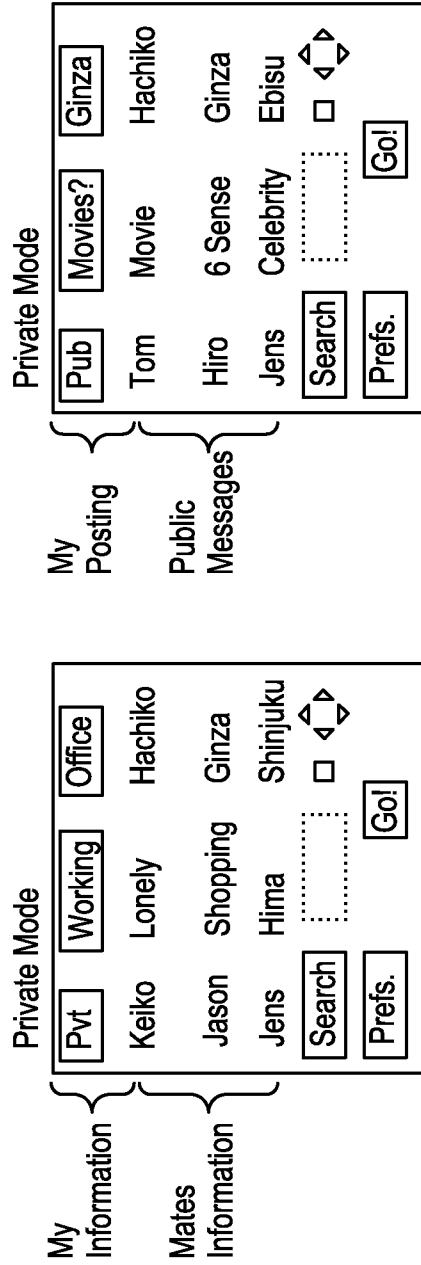 Private Mode
My Information
Pvt Working Office
Mates Information
Keiko Lonely Hachiko
Jason Shopping Ginza
Jens Hima Shinjuku
Search
Prefs. Go!
Private Mode
My Posting
Pub Movies? Ginza
Public Messages
Tom Movie Hachiko
Hiro 6 Sense Ginza
Jens Celebrity Ebisu
Search
Prefs. Go!